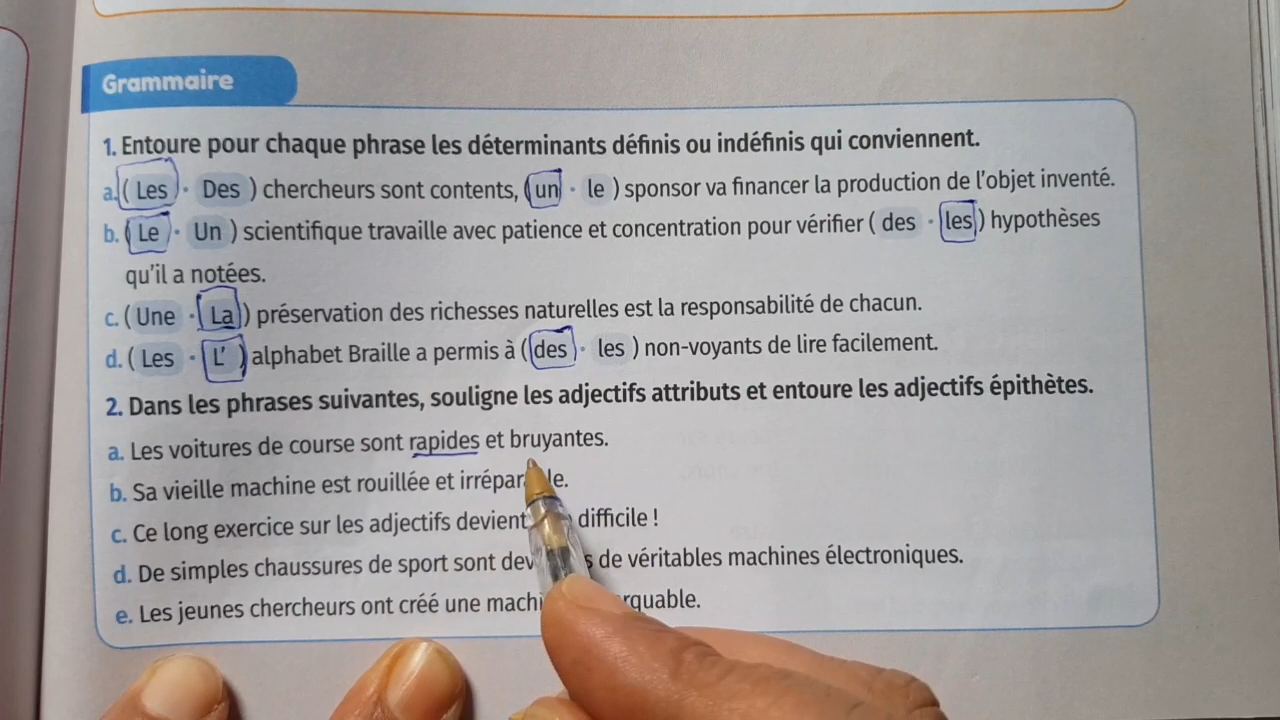 Grammaire
1. Entoure pour chaque phrase les déterminants définis ou indéfinis qui conviennent.
a. ( Les · Des ) chercheurs sont contents, ( un · le ) sponsor va financer la production de l'objet inventé.
b. ( Le · Un ) scientifique travaille avec patience et concentration pour vérifier ( des · les ) hypothèses
qu'il a notées.
c. ( Une · La ) préservation des richesses naturelles est la responsabilité de chacun.
d. ( Les · L' ) alphabet Braille a permis à ( des · les ) non-voyants de lire facilement.
2. Dans les phrases suivantes, souligne les adjectifs attributs et entoure les adjectifs épithètes.
a. Les voitures de course sont rapides et bruyantes.
b. Sa vieille machine est rouillée et
c. Ce long exercice sur les adjectifs devient difficile !
d. De simples chaussures de sport sont de véritables machines électroniques.
e. Les jeunes chercheurs ont créé une